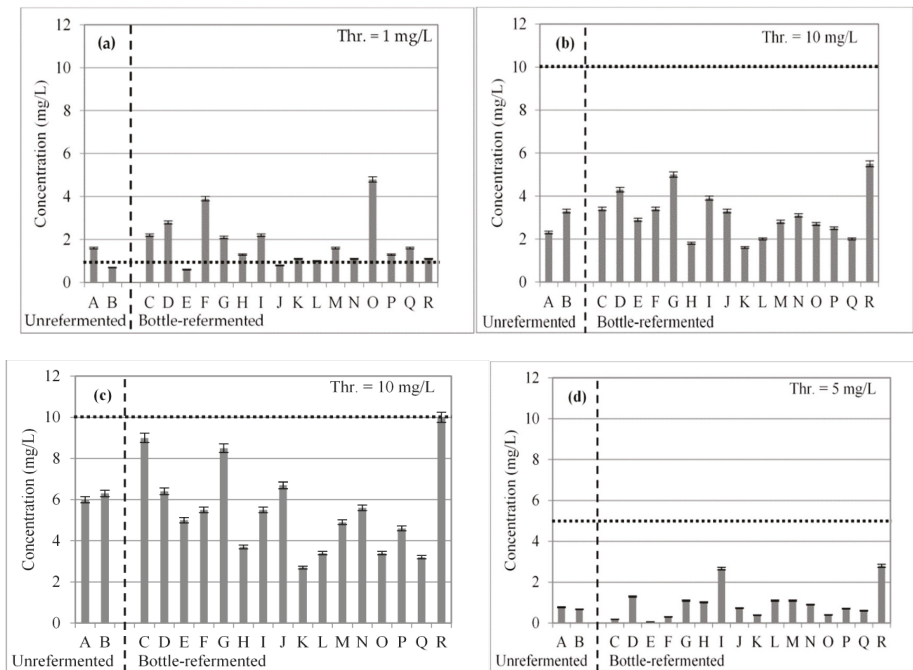 (a)
Thr. = 1 mg/L
Concentration (mg/L)
12
10
8
6
4
2
0
A B C D E F G H I J K L M N O P Q R
Unrefermented Bottle-refermented
(b)
Thr. = 10 mg/L
Concentration (mg/L)
12
10
8
6
4
2
0
A B C D E F G H I J K L M N O P Q R
Unrefermented Bottle-refermented
(c)
Thr. = 10 mg/L
Concentration (mg/L)
12
10
8
6
4
2
0
A B C D E F G H I J K L M N O P Q R
Unrefermented Bottle-refermented
(d)
Thr. = 5 mg/L
Concentration (mg/L)
12
10
8
6
4
2
0
A B C D E F G H I J K L M N O P Q R
Unrefermented Bottle-refermented